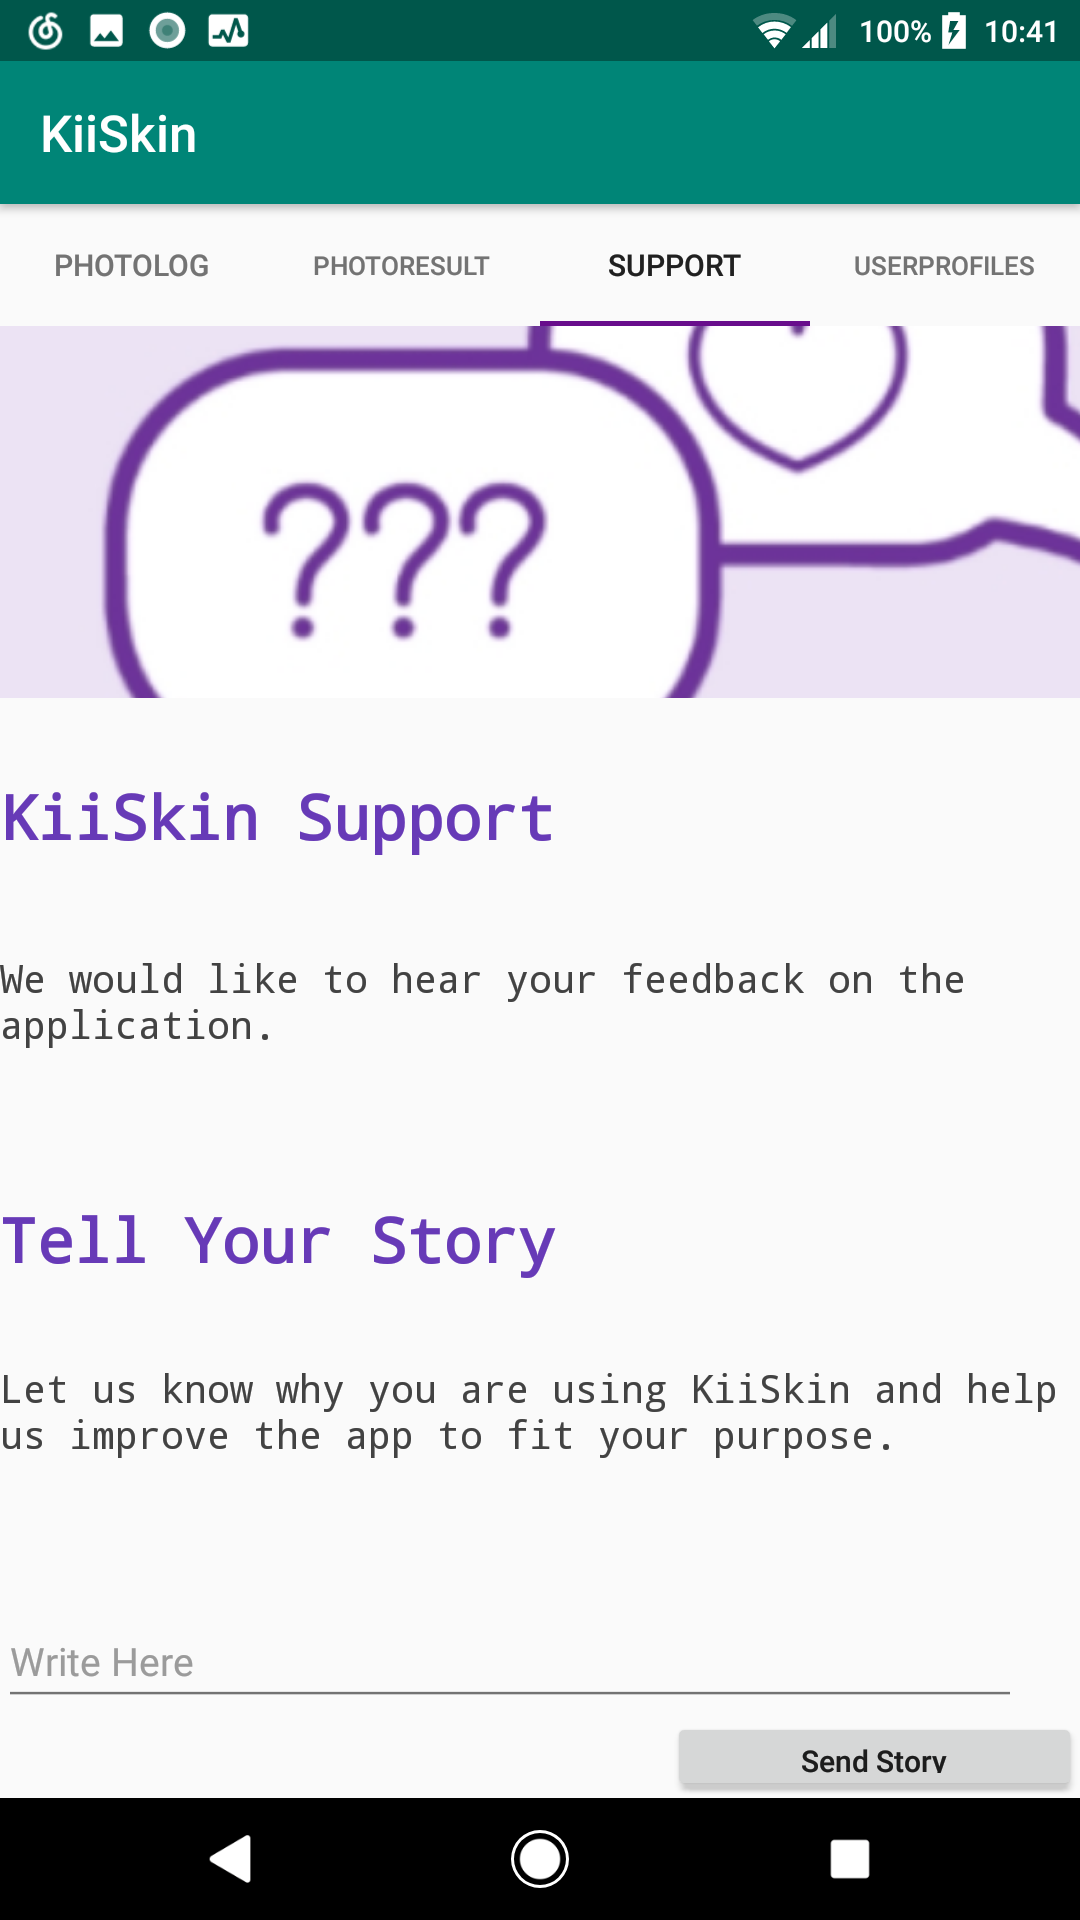 100% 10:41
KiiSkin
PHOTOLOG PHOTORESULT SUPPORT USERPROFILES
???
KiiSkin Support
We would like to hear your feedback on the
application.
Tell Your Story
Let us know why you are using KiiSkin and help
us improve the app to fit your purpose.
Write Here
Send Story